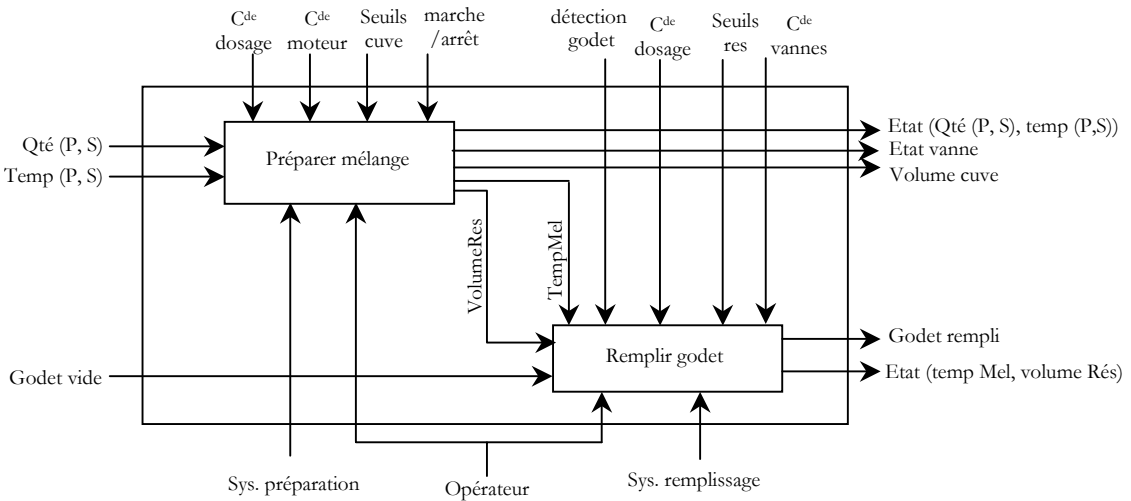 Cde dosage
Cde moteur
Seuils cuve
marche /arrêt
détection godet
Cde dosage
Seuils res
Cde vannes
Qté (P, S)
Temp (P, S)
Préparer mélange
Etat (Qté (P, S), temp (P,S))
Etat vanne
Volume cuve
VolumeRes
TempMel
Godet vide
Remplir godet
Godet rempli
Etat (temp Mel, volume Rés)
Sys. préparation
Opérateur
Sys. remplissage